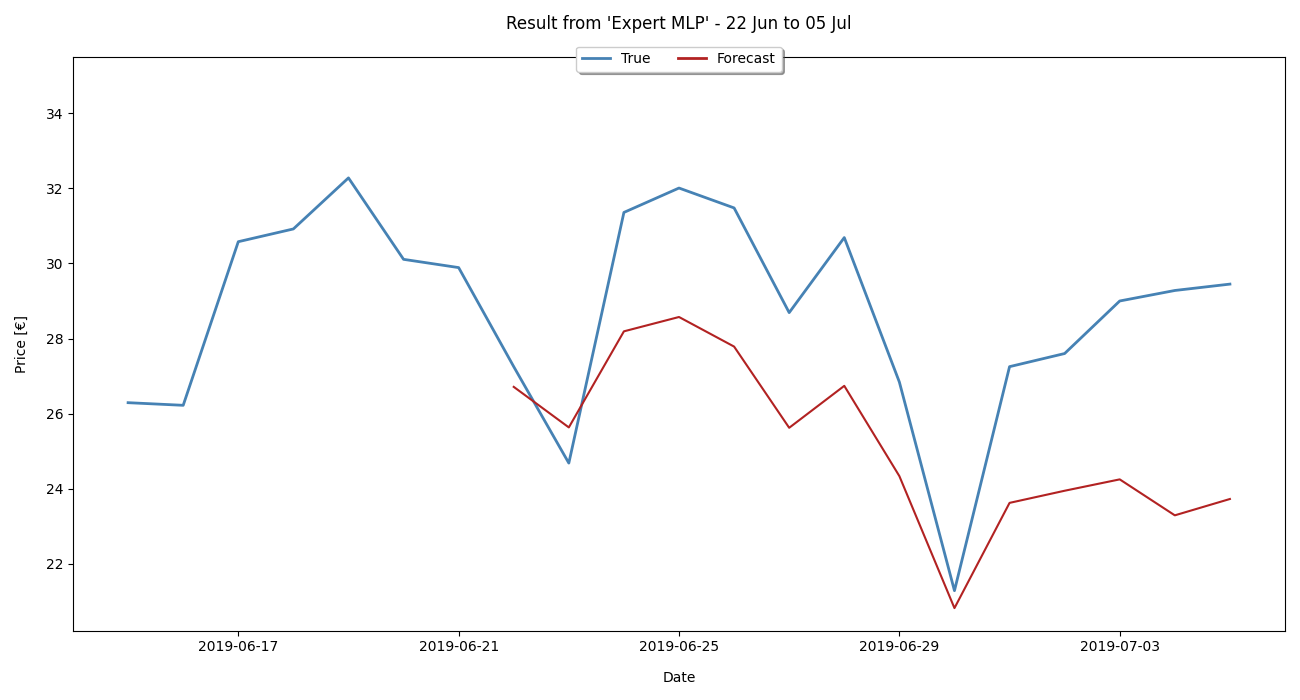 Result from 'Expert MLP' - 22 Jun to 05 Jul
True
Forecast
34
32
30
28
26
24
22
Price [€]
2019-06-17
2019-06-21
2019-06-25
2019-06-29
2019-07-03
Date